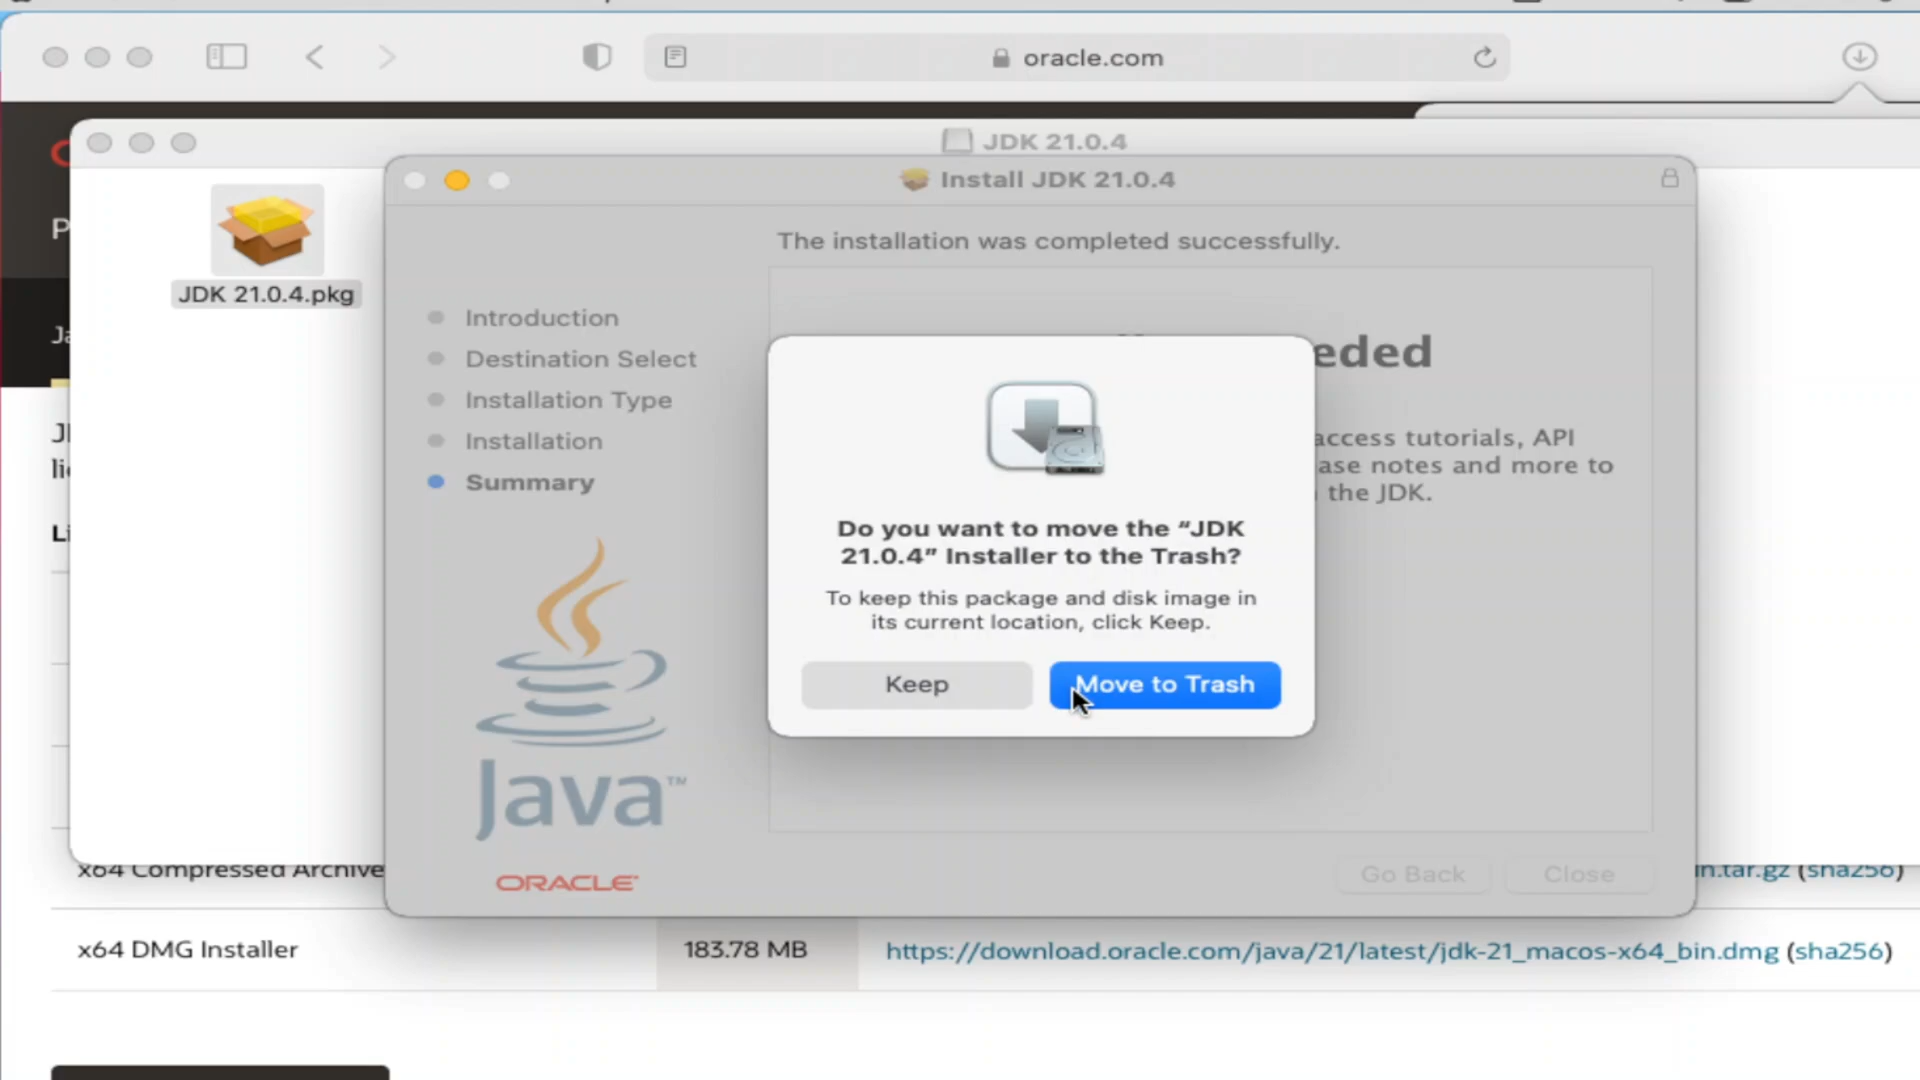 oracle.com
JDK 21.0.4
Install JDK 21.0.4
JDK 21.0.4.pkg
The installation was completed successfully.
Introduction
Destination Select
Installation Type
Installation
Summary
eded
access tutorials, API
ase notes and more to
the JDK.
Do you want to move the “JDK
21.0.4” Installer to the Trash?
To keep this package and disk image in
its current location, click Keep.
Keep
Move to Trash
Java™
ORACLE
Go Back
Close
x64 Compressed Archive
in.tar.gz (sha256)
x64 DMG Installer
183.78 MB
https://download.oracle.com/java/21/latest/jdk-21_macos-x64_bin.dmg (sha256)